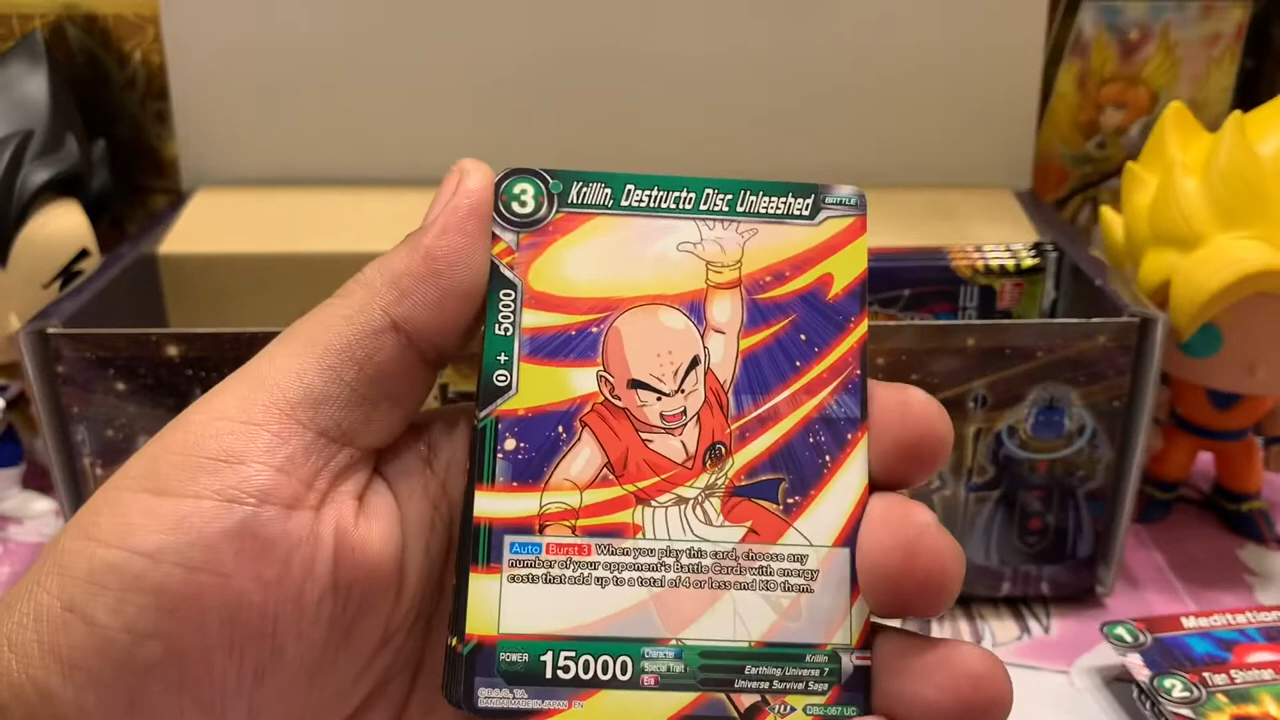 3 Krillin, Destructo Disc Unleashed BATTLE
0 + 5000
Auto Burst 3 When you play this card, choose any
number of your opponent's Battle Cards with energy
costs that add up to a total of 4 or less and KO them.
POWER 15000
Character Krillin
Special Trait Earthling/Universe 7
Era Universe Survival Saga
©B.S./S., T.A.
BANDAI MADE IN JAPAN EN
DB2-067 UC
1 Meditation
2 Tien Shinhan